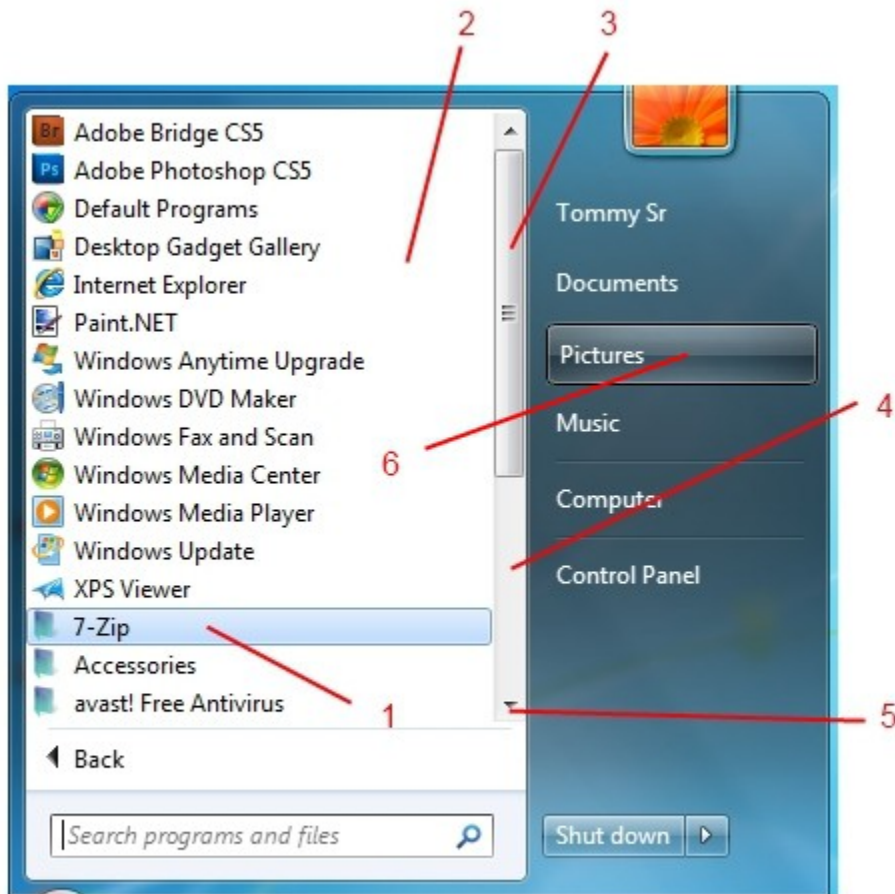 2
3
Br Adobe Bridge CS5
Ps Adobe Photoshop CS5
Default Programs
Desktop Gadget Gallery
Internet Explorer
Paint.NET
Windows Anytime Upgrade
Windows DVD Maker
Windows Fax and Scan
Windows Media Center
Windows Media Player
Windows Update
XPS Viewer
7-Zip
Accessories
avast! Free Antivirus
1
Back
Search programs and files
Tommy Sr
Documents
Pictures
6
Music
4
Computer
Control Panel
5
Shut down